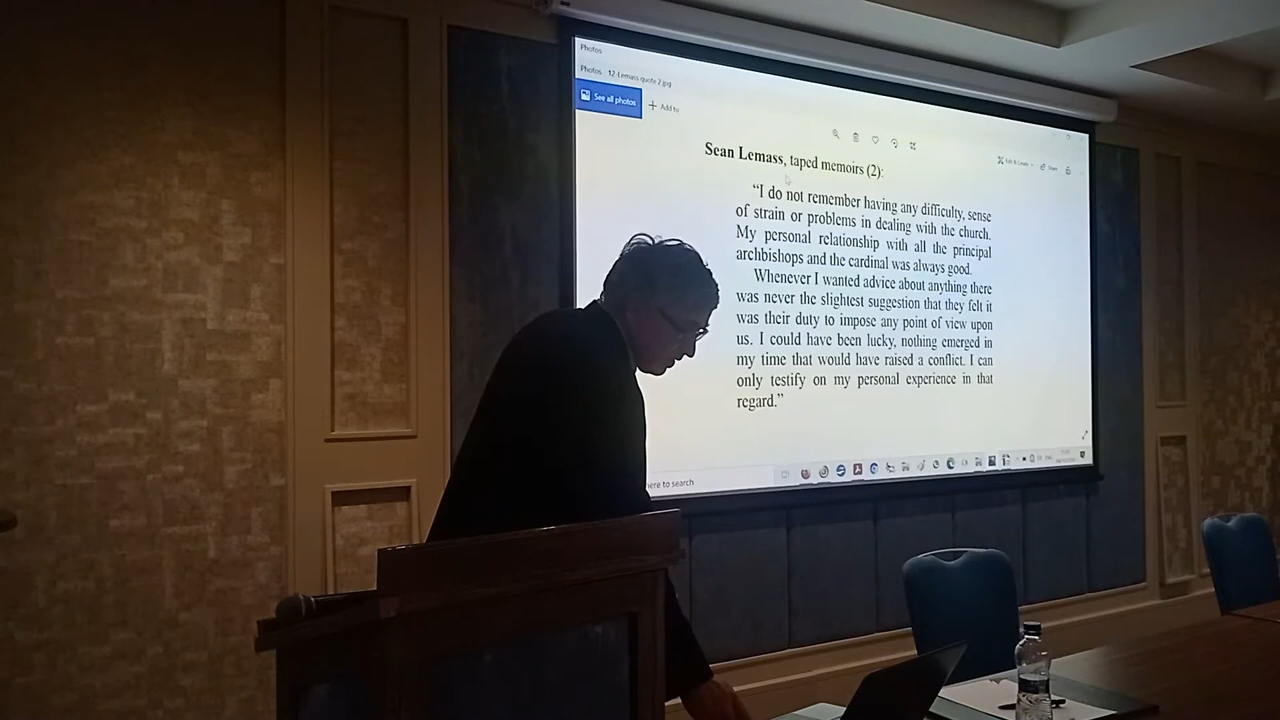 Photos
Photos - 12-Lemass quote 2.jpg
See all photos
Add to
Edit & Create
Share
Sean Lemass, taped memoirs (2):
“I do not remember having any difficulty, sense
of strain or problems in dealing with the church.
My personal relationship with all the principal
archbishops and the cardinal was always good.
Whenever I wanted advice about anything there
was never the slightest suggestion that they felt it
was their duty to impose any point of view upon
us. I could have been lucky, nothing emerged in
my time that would have raised a conflict. I can
only testify on my personal experience in that
regard.”
here to search